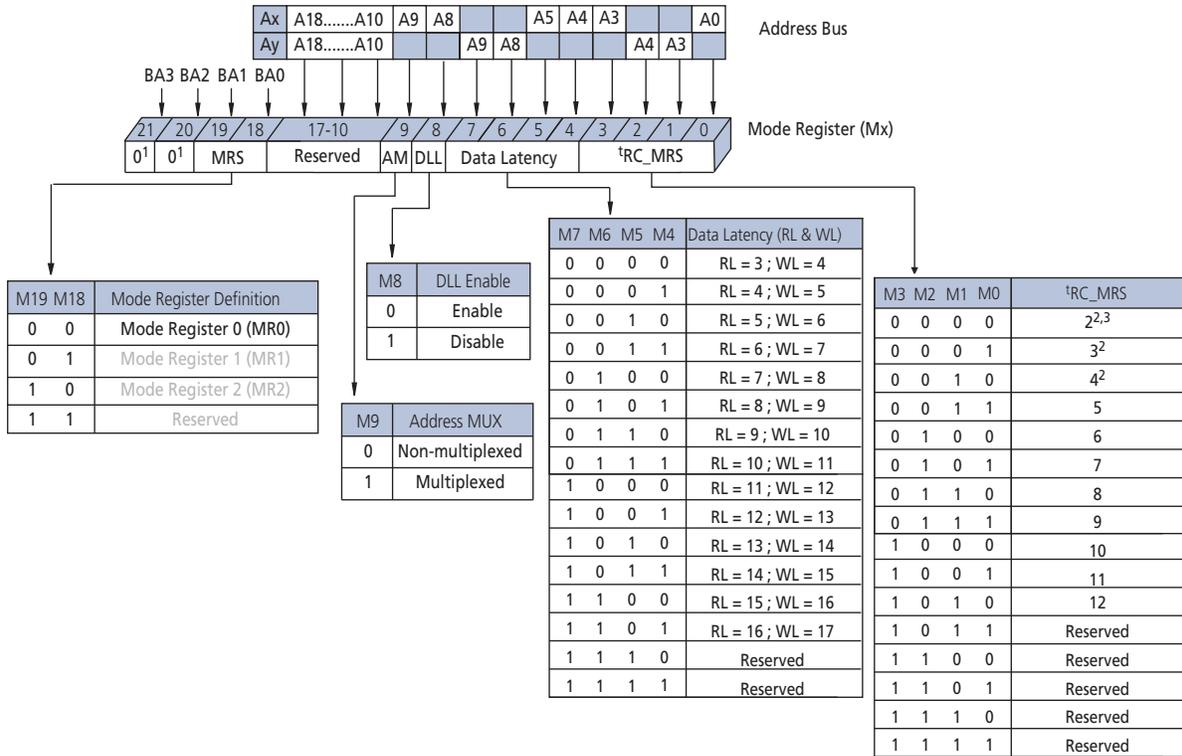 Ax A18.......A10 A9 A8 A5 A4 A3 A0
Address Bus
Ay A18.......A10 A9 A8 A4 A3
BA3 BA2 BA1 BA0
21 20 19 18 17-10 9 8 7 6 5 4 3 2 1 0
Mode Register (Mx)
0¹ 0¹ MRS Reserved AM DLL Data Latency ᵗRC_MRS
M19 M18 Mode Register Definition
0 0 Mode Register 0 (MR0)
0 1 Mode Register 1 (MR1)
1 0 Mode Register 2 (MR2)
1 1 Reserved
M8 DLL Enable
0 Enable
1 Disable
M9 Address MUX
0 Non-multiplexed
1 Multiplexed
M7 M6 M5 M4 Data Latency (RL & WL)
0 0 0 0 RL = 3 ; WL = 4
0 0 0 1 RL = 4 ; WL = 5
0 0 1 0 RL = 5 ; WL = 6
0 0 1 1 RL = 6 ; WL = 7
0 1 0 0 RL = 7 ; WL = 8
0 1 0 1 RL = 8 ; WL = 9
0 1 1 0 RL = 9 ; WL = 10
0 1 1 1 RL = 10 ; WL = 11
1 0 0 0 RL = 11 ; WL = 12
1 0 0 1 RL = 12 ; WL = 13
1 0 1 0 RL = 13 ; WL = 14
1 0 1 1 RL = 14 ; WL = 15
1 1 0 0 RL = 15 ; WL = 16
1 1 0 1 RL = 16 ; WL = 17
1 1 1 0 Reserved
1 1 1 1 Reserved
M3 M2 M1 M0 ᵗRC_MRS
0 0 0 0 2²,³
0 0 0 1 3²
0 0 1 0 4²
0 0 1 1 5
0 1 0 0 6
0 1 0 1 7
0 1 1 0 8
0 1 1 1 9
1 0 0 0 10
1 0 0 1 11
1 0 1 0 12
1 0 1 1 Reserved
1 1 0 0 Reserved
1 1 0 1 Reserved
1 1 1 0 Reserved
1 1 1 1 Reserved